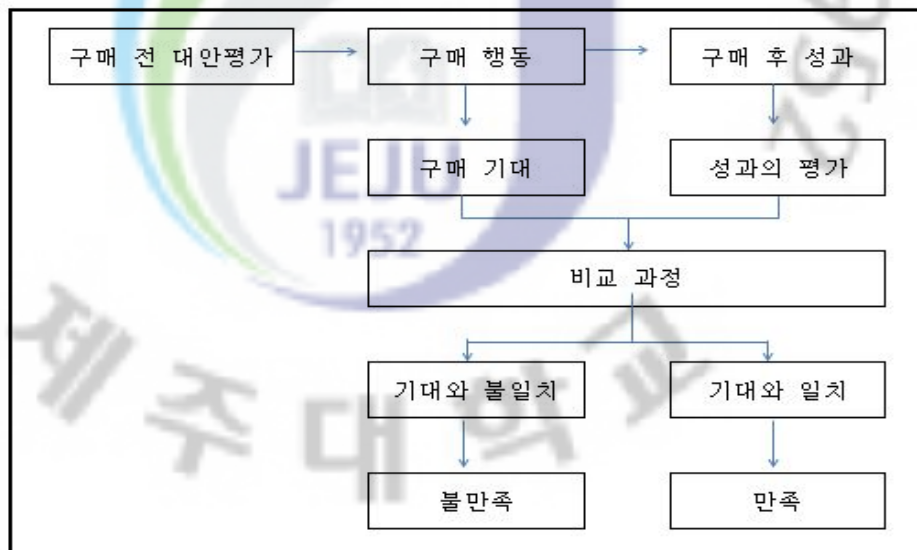 구매 전 대안평가 구매 행동 구매 후 성과
구매 기대 성과의 평가
비교 과정
기대와 불일치 기대와 일치
불만족 만족
JEJU
1952
제주대학교
1952